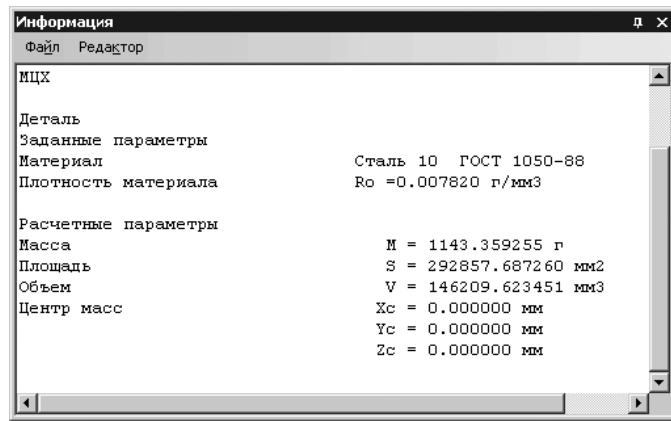 Информация
Файл Редактор
МЦХ
Деталь
Заданные параметры
Материал Сталь 10 ГОСТ 1050-88
Плотность материала Ro =0.007820 г/мм3
Расчетные параметры
Масса M = 1143.359255 г
Площадь S = 292857.687260 мм2
Объем V = 146209.623451 мм3
Центр масс Xc = 0.000000 мм
Yc = 0.000000 мм
Zc = 0.000000 мм